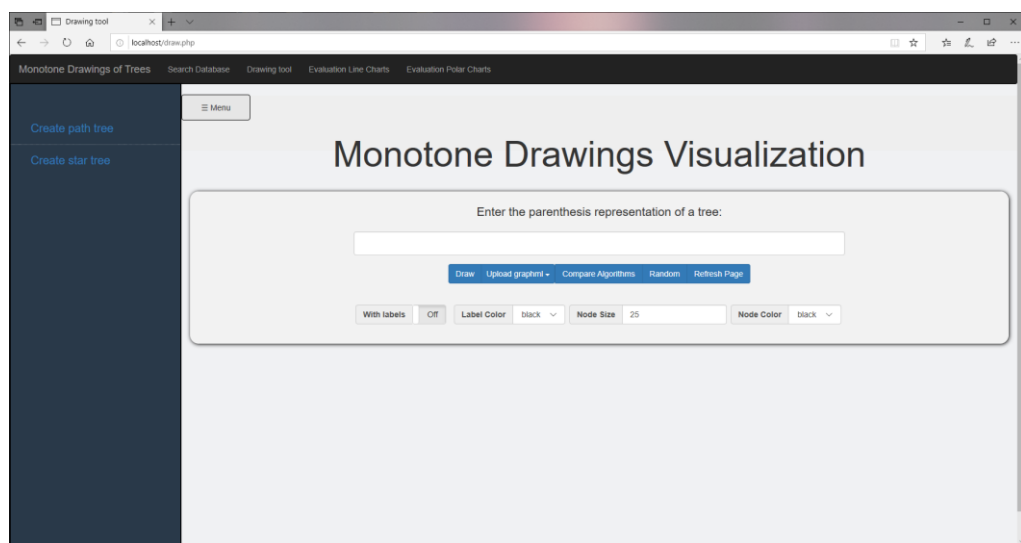 Drawing tool
localhost/draw.php
Monotone Drawings of Trees Search Database Drawing tool Evaluation Line Charts Evaluation Polar Charts
☰ Menu
Create path tree
Create star tree
Monotone Drawings Visualization
Enter the parenthesis representation of a tree:
Draw Upload graphml Compare Algorithms Random Refresh Page
With labels Off Label Color black Node Size 25 Node Color black